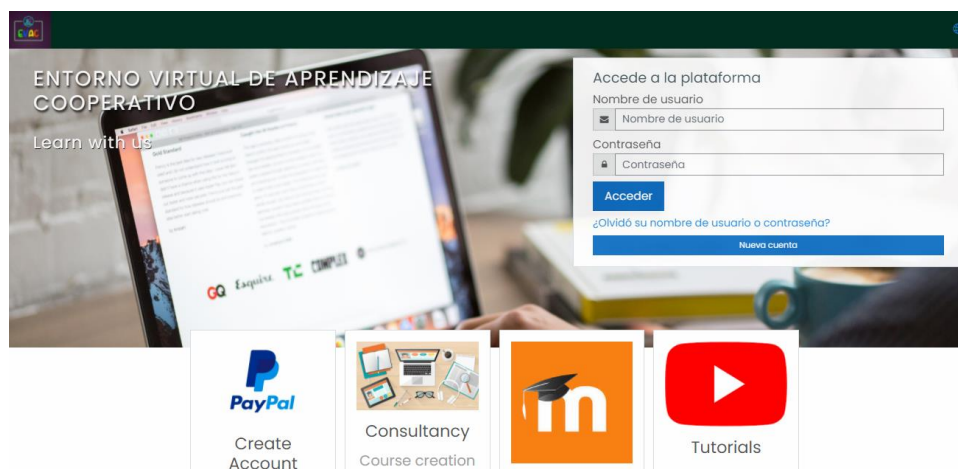 EVAC
ENTORNO VIRTUAL DE APRENDIZAJE
COOPERATIVO
Learn with us
GQ Esquire TC COMPLEX
Accede a la plataforma
Nombre de usuario
Nombre de usuario
Contraseña
Contraseña
Acceder
¿Olvidó su nombre de usuario o contraseña?
Nueva cuenta
PayPal
Create
Account
Consultancy
Course creation
m
Tutorials